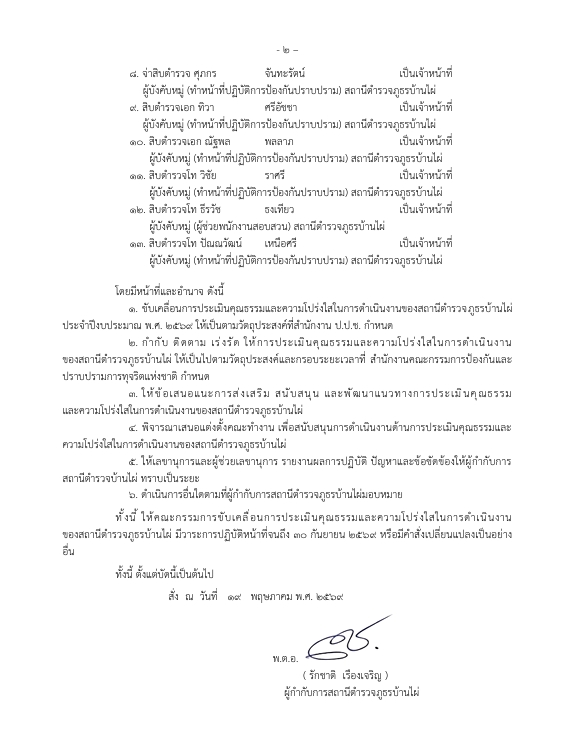 - ๒ –
๘. จ่าสิบตำรวจ ศุภกร จันทะรัตน์ เป็นเจ้าหน้าที่
ผู้บังคับหมู่ (ทำหน้าที่ปฏิบัติการป้องกันปราบปราม) สถานีตำรวจภูธรบ้านไผ่
๙. สิบตำรวจเอก ทิวา ศรีอัชชา เป็นเจ้าหน้าที่
ผู้บังคับหมู่ (ทำหน้าที่ปฏิบัติการป้องกันปราบปราม) สถานีตำรวจภูธรบ้านไผ่
๑๐. สิบตำรวจเอก ณัฐพล พลลาภ เป็นเจ้าหน้าที่
ผู้บังคับหมู่ (ทำหน้าที่ปฏิบัติการป้องกันปราบปราม) สถานีตำรวจภูธรบ้านไผ่
๑๑. สิบตำรวจโท วิชัย ราศรี เป็นเจ้าหน้าที่
ผู้บังคับหมู่ (ทำหน้าที่ปฏิบัติการป้องกันปราบปราม) สถานีตำรวจภูธรบ้านไผ่
๑๒. สิบตำรวจโท ธีรวัช ธงเทียว เป็นเจ้าหน้าที่
ผู้บังคับหมู่ (ผู้ช่วยพนักงานสอบสวน) สถานีตำรวจภูธรบ้านไผ่
๑๓. สิบตำรวจโท ปัณณวัฒน์ เหนือศรี เป็นเจ้าหน้าที่
ผู้บังคับหมู่ (ทำหน้าที่ปฏิบัติการป้องกันปราบปราม) สถานีตำรวจภูธรบ้านไผ่
โดยมีหน้าที่และอำนาจ ดังนี้
๑. ขับเคลื่อนการประเมินคุณธรรมและความโปร่งใสในการดำเนินงานของสถานีตำรวจภูธรบ้านไผ่
ประจำปีงบประมาณ พ.ศ. ๒๕๖๙ ให้เป็นตามวัตถุประสงค์ที่สำนักงาน ป.ป.ช. กำหนด
๒. กำกับ ติดตาม เร่งรัด ให้การประเมินคุณธรรมและความโปร่งใสในการดำเนินงาน
ของสถานีตำรวจภูธรบ้านไผ่ ให้เป็นไปตามวัตถุประสงค์และกรอบระยะเวลาที่ สำนักงานคณะกรรมการป้องกันและ
ปราบปรามการทุจริตแห่งชาติ กำหนด
๓. ให้ข้อเสนอแนะการส่งเสริม สนับสนุน และพัฒนาแนวทางการประเมินคุณธรรม
และความโปร่งใสในการดำเนินงานของสถานีตำรวจภูธรบ้านไผ่
๔. พิจารณาเสนอแต่งตั้งคณะทำงาน เพื่อสนับสนุนการดำเนินงานด้านการประเมินคุณธรรมและ
ความโปร่งใสในการดำเนินงานของสถานีตำรวจภูธรบ้านไผ่
๕. ให้เลขานุการและผู้ช่วยเลขานุการ รายงานผลการปฏิบัติ ปัญหาและข้อขัดข้องให้ผู้กำกับการ
สถานีตำรวจบ้านไผ่ ทราบเป็นระยะ
๖. ดำเนินการอื่นใดตามที่ผู้กำกับการสถานีตำรวจภูธรบ้านไผ่มอบหมาย
ทั้งนี้ ให้คณะกรรมการขับเคลื่อนการประเมินคุณธรรมและความโปร่งใสในการดำเนินงาน
ของสถานีตำรวจภูธรบ้านไผ่ มีวาระการปฏิบัติหน้าที่จนถึง ๓๐ กันยายน ๒๕๖๙ หรือมีคำสั่งเปลี่ยนแปลงเป็นอย่าง
อื่น
ทั้งนี้ ตั้งแต่บัดนี้เป็นต้นไป
สั่ง ณ วันที่ ๑๙ พฤษภาคม พ.ศ. ๒๕๖๙
พ.ต.อ.
( รักชาติ เรืองเจริญ )
ผู้กำกับการสถานีตำรวจภูธรบ้านไผ่